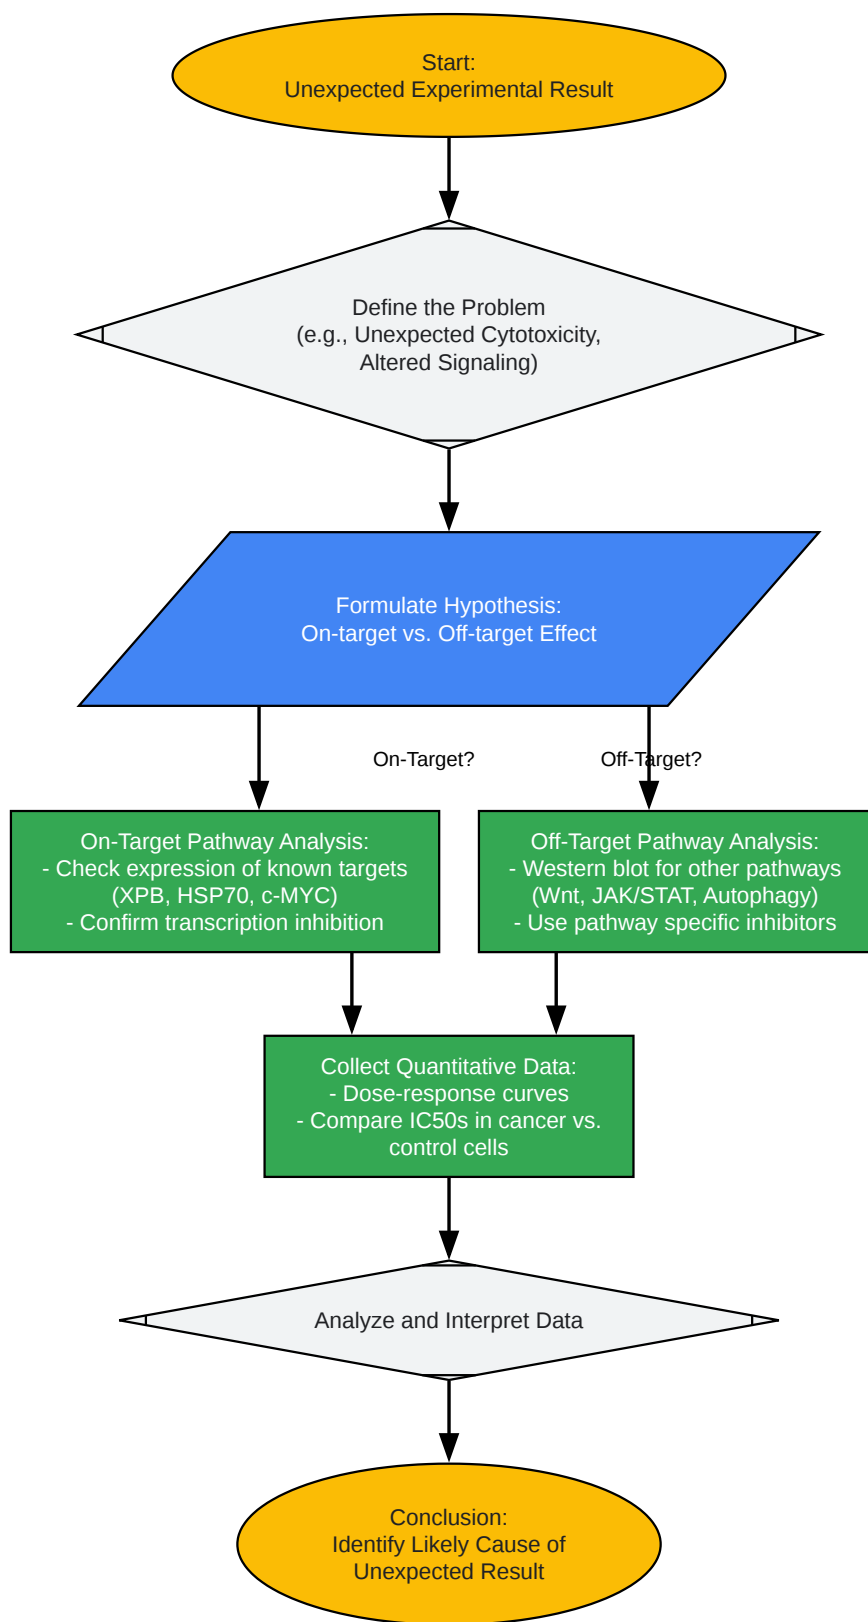 Start:
Unexpected Experimental Result
Define the Problem
(e.g., Unexpected Cytotoxicity,
Altered Signaling)
Formulate Hypothesis:
On-target vs. Off-target Effect
On-Target?
Off-Target?
On-Target Pathway Analysis:
- Check expression of known targets
(XPB, HSP70, c-MYC)
- Confirm transcription inhibition
Off-Target Pathway Analysis:
- Western blot for other pathways
(Wnt, JAK/STAT, Autophagy)
- Use pathway specific inhibitors
Collect Quantitative Data:
- Dose-response curves
- Compare IC50s in cancer vs.
control cells
Analyze and Interpret Data
Conclusion:
Identify Likely Cause of
Unexpected Result